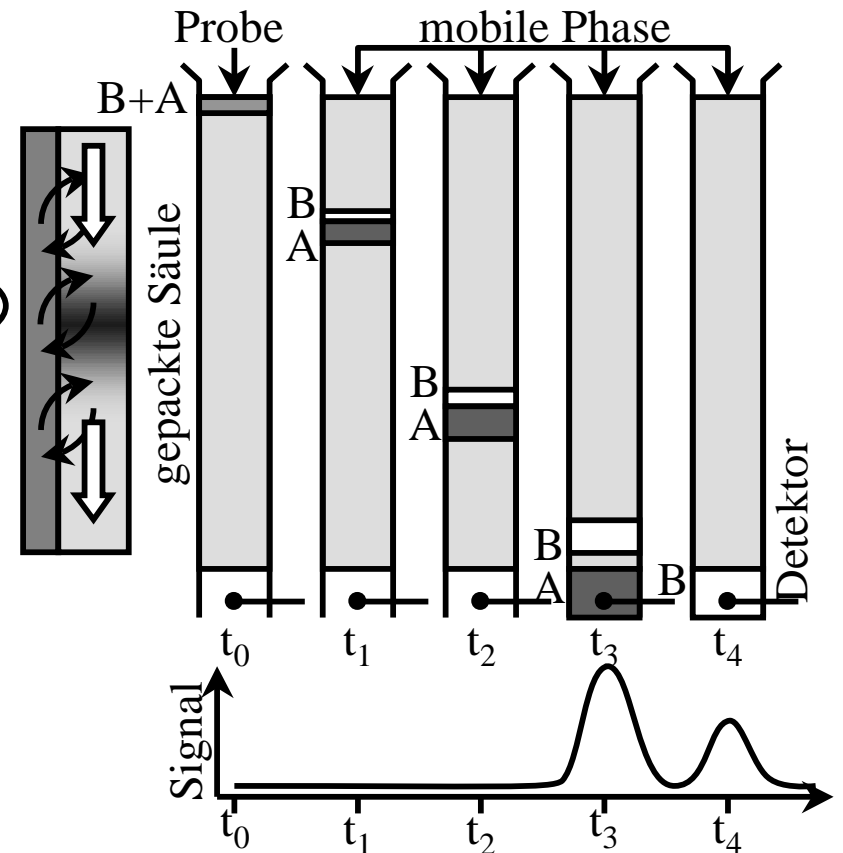 Probe
mobile Phase
B+A
gepackte Säule
B
A
B
A
B
A
B
Detektor
t₀
t₁
t₂
t₃
t₄
Signal
t₀
t₁
t₂
t₃
t₄